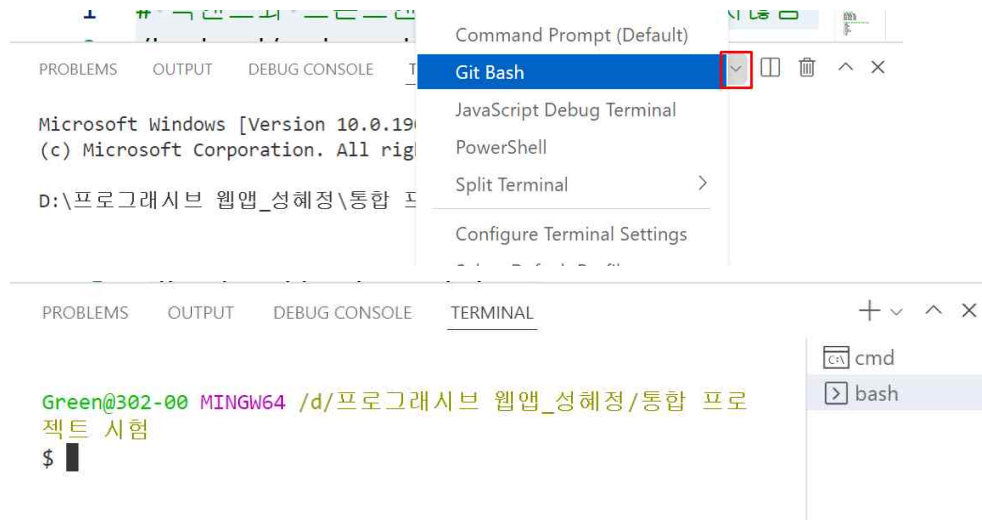 1
Command Prompt (Default)
PROBLEMS OUTPUT DEBUG CONSOLE T
Git Bash
JavaScript Debug Terminal
Microsoft Windows [Version 10.0.190
(c) Microsoft Corporation. All rig
PowerShell
Split Terminal
D:\프로그래시브 웹앱_성혜정\통합 프
Configure Terminal Settings
PROBLEMS OUTPUT DEBUG CONSOLE TERMINAL
cmd
bash
Green@302-00 MINGW64 /d/프로그래시브 웹앱_성혜정/통합 프로
젝트 시험
$